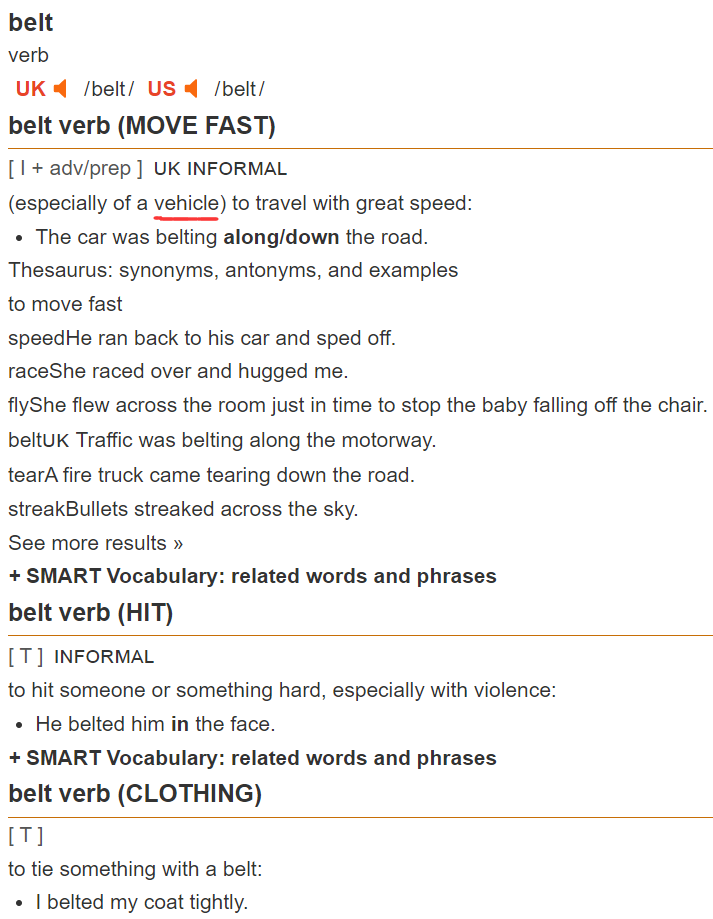 belt
verb
UK /belt/ US /belt/
belt verb (MOVE FAST)
[ I + adv/prep ] UK INFORMAL
(especially of a vehicle) to travel with great speed:
• The car was belting along/down the road.
Thesaurus: synonyms, antonyms, and examples
to move fast
speedHe ran back to his car and sped off.
raceShe raced over and hugged me.
flyShe flew across the room just in time to stop the baby falling off the chair.
beltUK Traffic was belting along the motorway.
tearA fire truck came tearing down the road.
streakBullets streaked across the sky.
See more results »
+ SMART Vocabulary: related words and phrases
belt verb (HIT)
[ T ] INFORMAL
to hit someone or something hard, especially with violence:
• He belted him in the face.
+ SMART Vocabulary: related words and phrases
belt verb (CLOTHING)
[ T ]
to tie something with a belt:
• I belted my coat tightly.